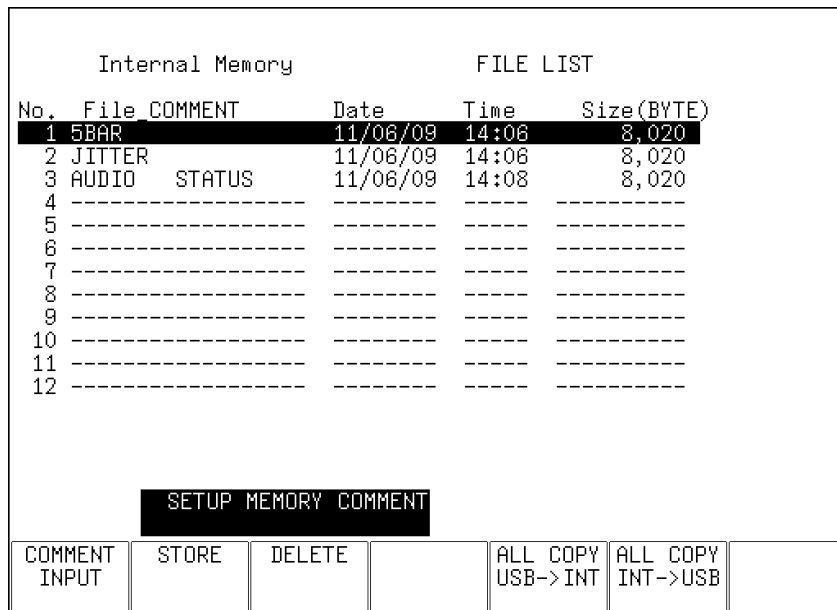 Internal Memory FILE LIST
No. File_COMMENT Date Time Size(BYTE)
1 5BAR 11/06/09 14:06 8,020
2 JITTER 11/06/09 14:06 8,020
3 AUDIO STATUS 11/06/09 14:08 8,020
4 ------------------ -------- ----- ----------
5 ------------------ -------- ----- ----------
6 ------------------ -------- ----- ----------
7 ------------------ -------- ----- ----------
8 ------------------ -------- ----- ----------
9 ------------------ -------- ----- ----------
10 ------------------ -------- ----- ----------
11 ------------------ -------- ----- ----------
12 ------------------ -------- ----- ----------
SETUP MEMORY COMMENT
COMMENT STORE DELETE ALL COPY ALL COPY
INPUT USB->INT INT->USB